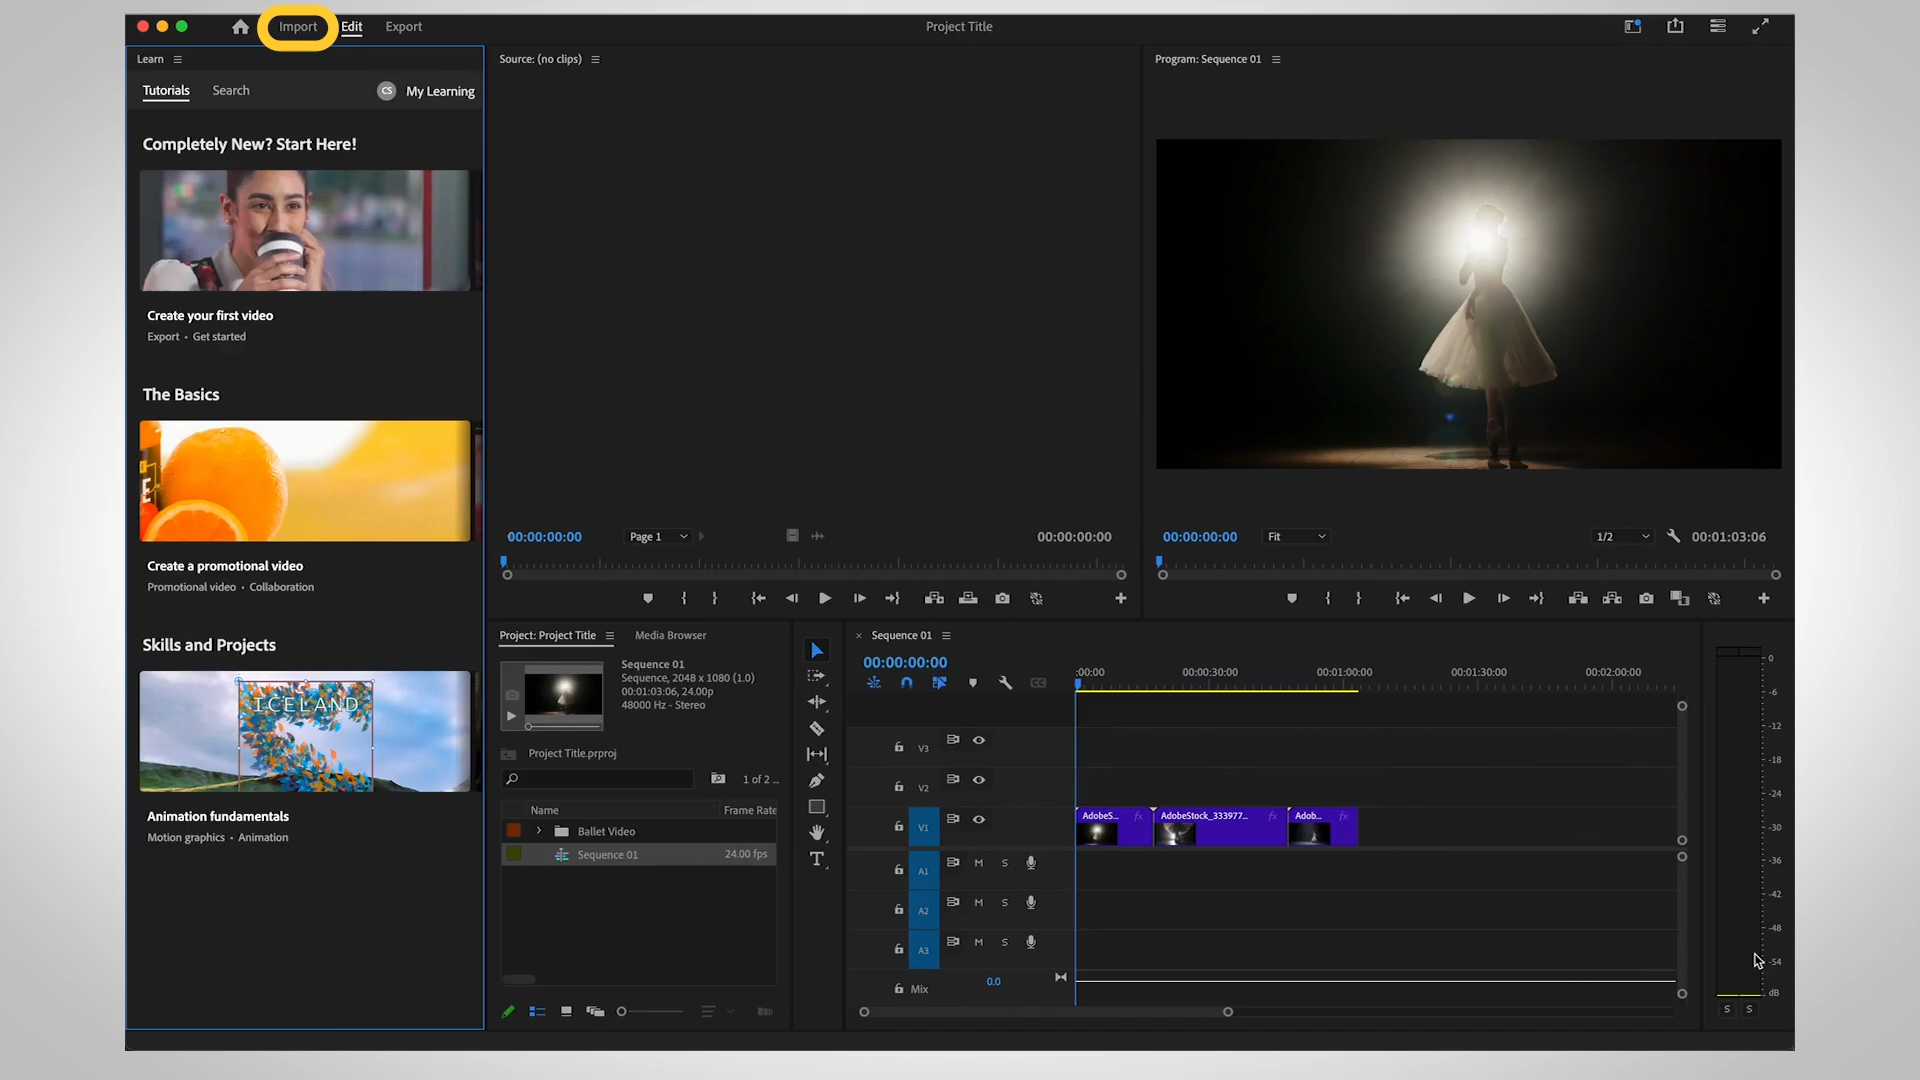 Import Edit Export Project Title
Learn
Tutorials Search CS My Learning
Completely New? Start Here!
Create your first video
Export • Get started
The Basics
Create a promotional video
Promotional video • Collaboration
Skills and Projects
ICELAND
Animation fundamentals
Motion graphics • Animation
Source: (no clips)
00:00:00:00 Page 1 00:00:00:00
Program: Sequence 01
00:00:00:00 Fit 1/2 00:01:03:06
Project: Project Title Media Browser
Sequence 01
Sequence, 2048 x 1080 (1.0)
00:01:03:06, 24.00p
48000 Hz - Stereo
Project Title.prproj
1 of 2 ...
Name Frame Rate
Ballet Video
Sequence 01 24.00 fps
Sequence 01
00:00:00:00
:00:00 00:00:30:00 00:01:00:00 00:01:30:00 00:02:00:00
V3
V2
V1 AdobeS... fx AdobeStock_333977... fx Adob... fx
A1 M S
A2 M S
A3 M S
Mix 0.0
0
-6
-12
-18
-24
-30
-36
-42
-48
-54
dB
S S